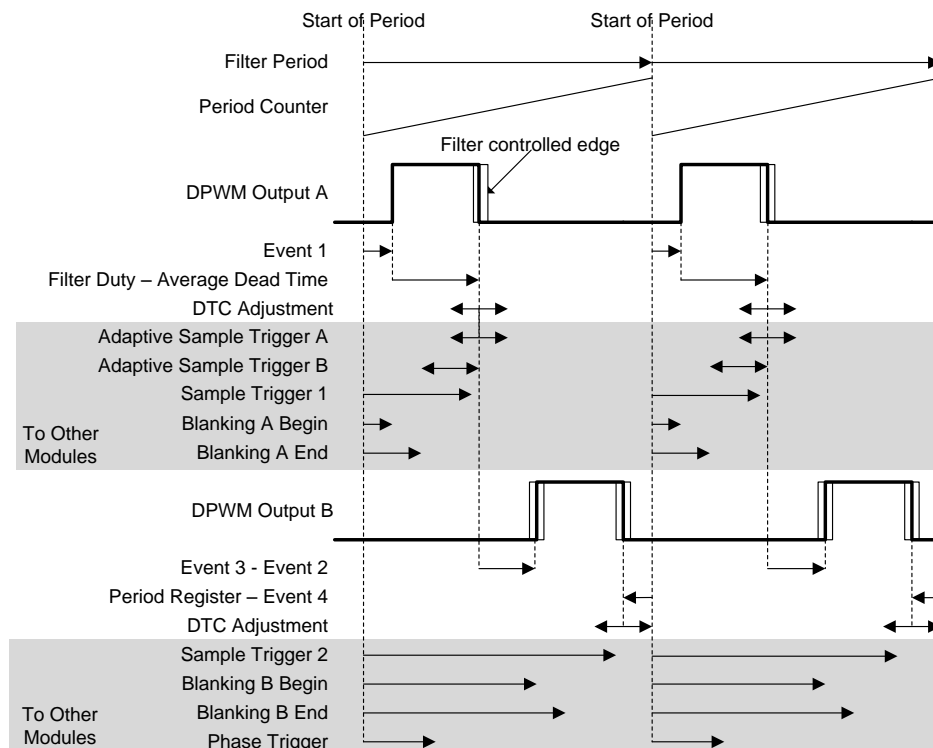 Start of Period
Start of Period
Filter Period
Period Counter
Filter controlled edge
DPWM Output A
Event 1
Filter Duty – Average Dead Time
DTC Adjustment
Adaptive Sample Trigger A
Adaptive Sample Trigger B
Sample Trigger 1
Blanking A Begin
To Other
Modules
Blanking A End
DPWM Output B
Event 3 - Event 2
Period Register – Event 4
DTC Adjustment
Sample Trigger 2
Blanking B Begin
Blanking B End
To Other
Modules
Phase Trigger